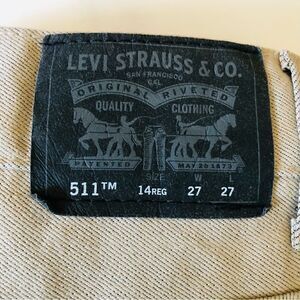 LEVI STRAUSS & CO.
SAN FRANCISCO
CAL
ORIGINAL RIVETED
QUALITY CLOTHING
PATENTED MAY 20 1873
SIZE W L
511™ 14REG 27 27